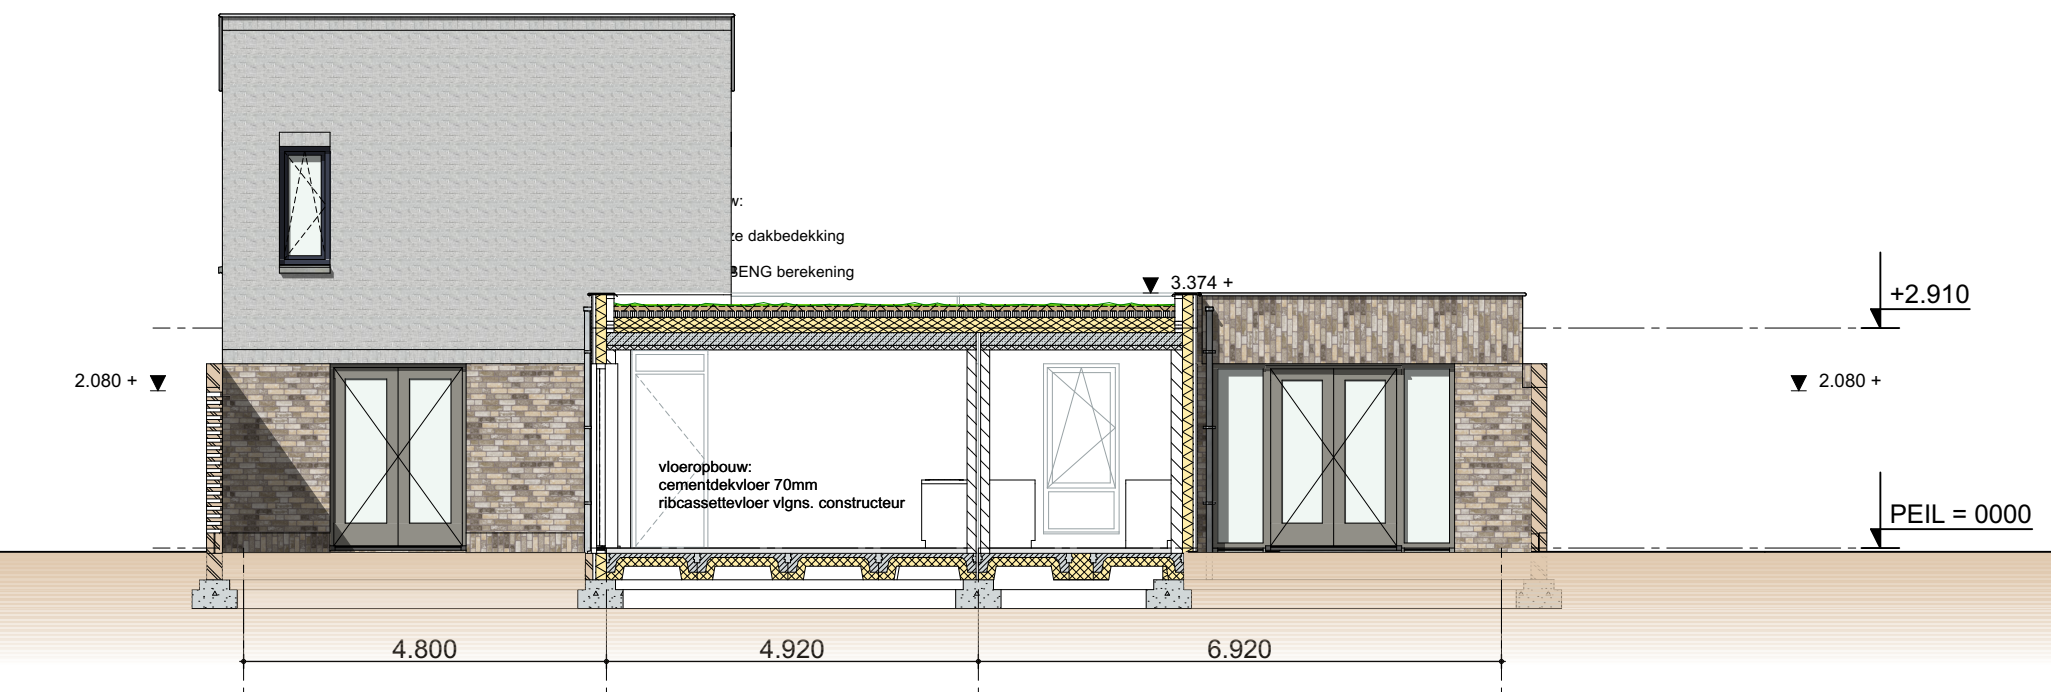 ze dakbedekking
BENG berekening
3.374 +
+2.910
2.080 +
2.080 +
vloeropbouw:
cementdekvloer 70mm
ribcassettevloer vlgns. constructeur
PEIL = 0000
4.800
4.920
6.920